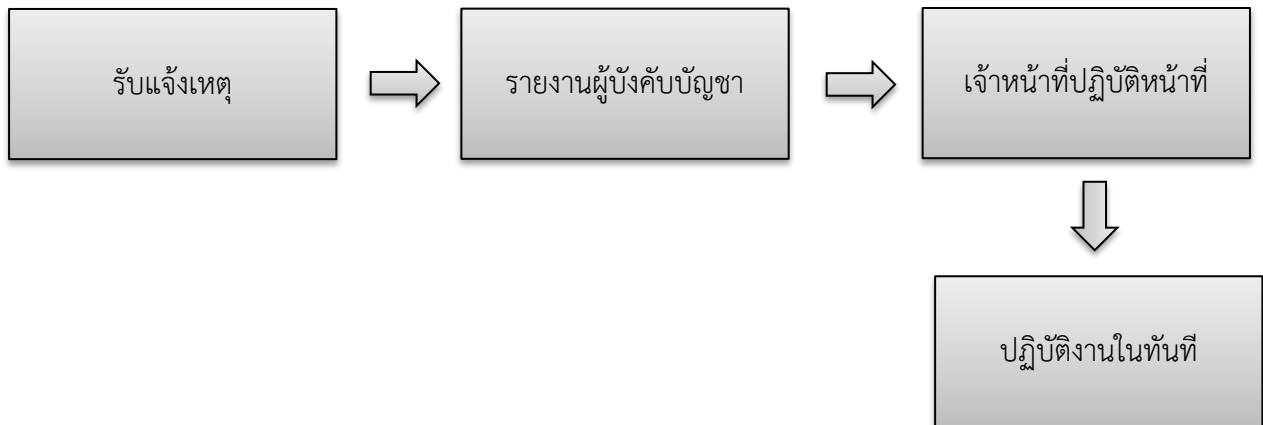 รับแจ้งเหตุ
รายงานผู้บังคับบัญชา
เจ้าหน้าที่ปฏิบัติหน้าที่
ปฏิบัติงานในทันที